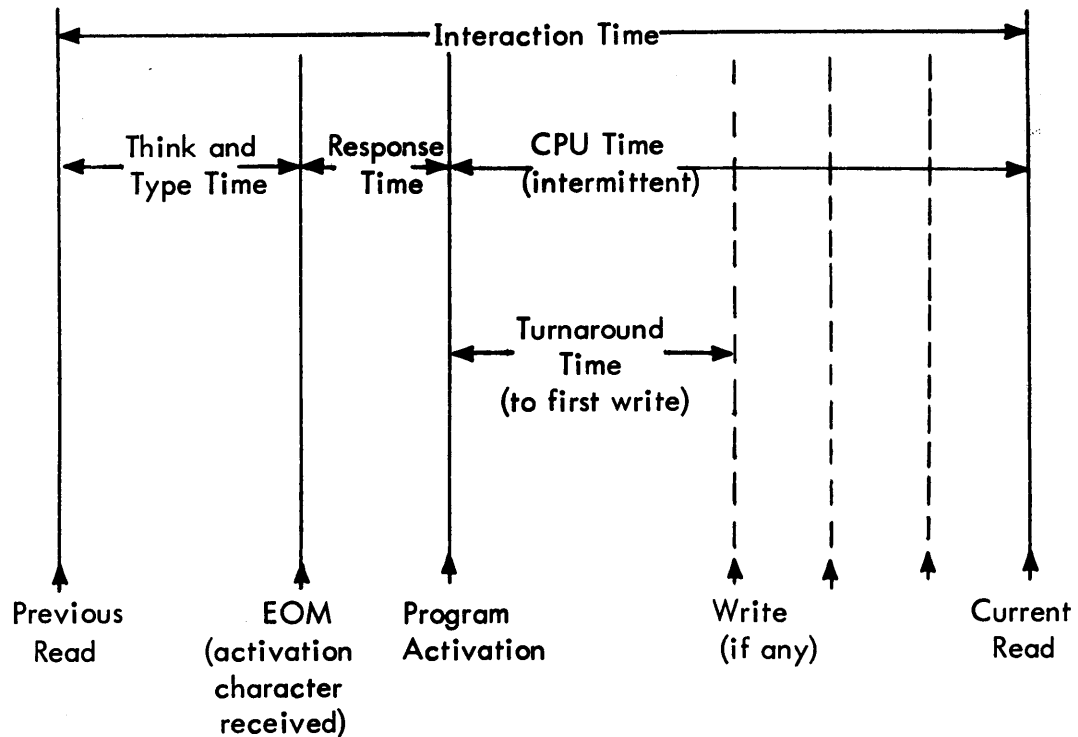 Interaction Time
Think and
Type Time
Response
Time
CPU Time
(intermittent)
Turnaround
Time
(to first write)
Previous
Read
EOM
(activation
character
received)
Program
Activation
Write
(if any)
Current
Read